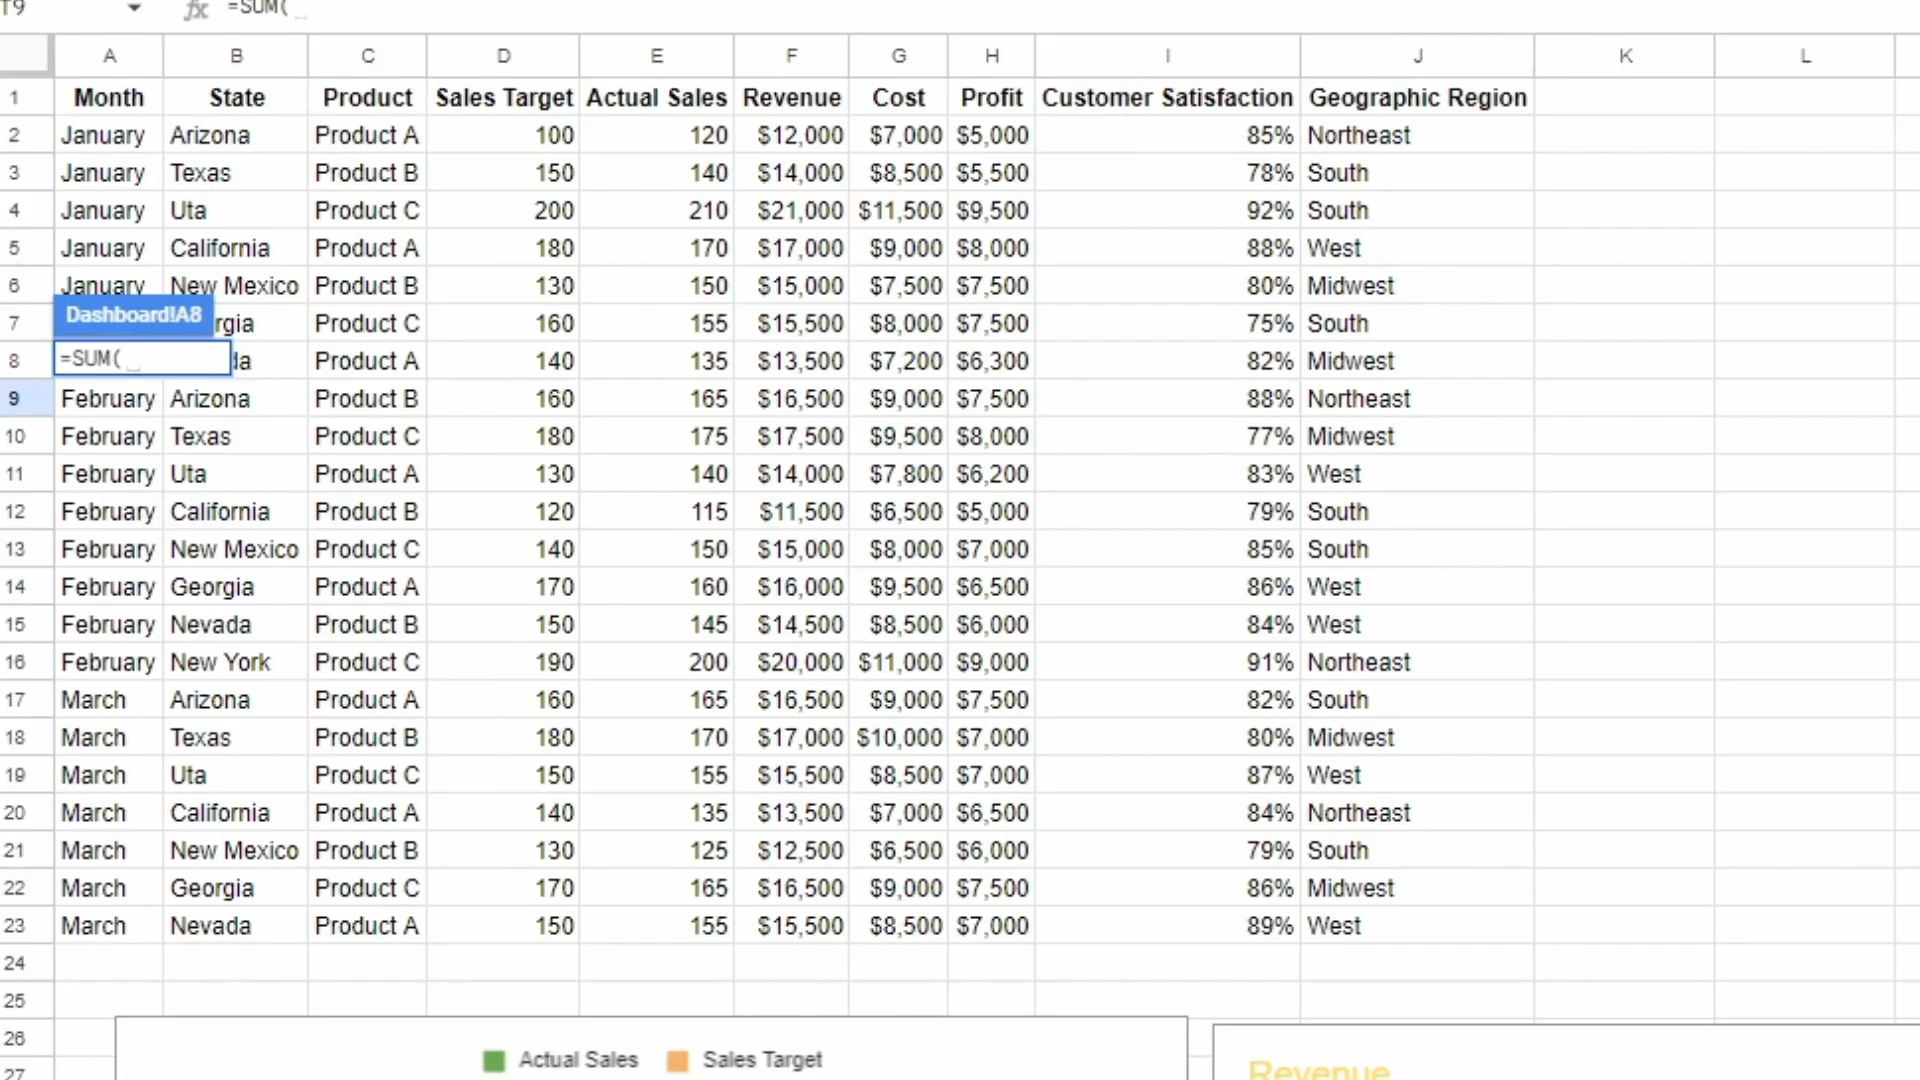 T9 fx =SUM(
A B C D E F G H I J K L
1 Month State Product Sales Target Actual Sales Revenue Cost Profit Customer Satisfaction Geographic Region
2 January Arizona Product A 100 120 $12,000 $7,000 $5,000 85% Northeast
3 January Texas Product B 150 140 $14,000 $8,500 $5,500 78% South
4 January Uta Product C 200 210 $21,000 $11,500 $9,500 92% South
5 January California Product A 180 170 $17,000 $9,000 $8,000 88% West
6 January New Mexico Product B 130 150 $15,000 $7,500 $7,500 80% Midwest
7 Dashboard!A8 rgia Product C 160 155 $15,500 $8,000 $7,500 75% South
8 =SUM( da Product A 140 135 $13,500 $7,200 $6,300 82% Midwest
9 February Arizona Product B 160 165 $16,500 $9,000 $7,500 88% Northeast
10 February Texas Product C 180 175 $17,500 $9,500 $8,000 77% Midwest
11 February Uta Product A 130 140 $14,000 $7,800 $6,200 83% West
12 February California Product B 120 115 $11,500 $6,500 $5,000 79% South
13 February New Mexico Product C 140 150 $15,000 $8,000 $7,000 85% South
14 February Georgia Product A 170 160 $16,000 $9,500 $6,500 86% West
15 February Nevada Product B 150 145 $14,500 $8,500 $6,000 84% West
16 February New York Product C 190 200 $20,000 $11,000 $9,000 91% Northeast
17 March Arizona Product A 160 165 $16,500 $9,000 $7,500 82% South
18 March Texas Product B 180 170 $17,000 $10,000 $7,000 80% Midwest
19 March Uta Product C 150 155 $15,500 $8,500 $7,000 87% West
20 March California Product A 140 135 $13,500 $7,000 $6,500 84% Northeast
21 March New Mexico Product B 130 125 $12,500 $6,500 $6,000 79% South
22 March Georgia Product C 170 165 $16,500 $9,000 $7,500 86% Midwest
23 March Nevada Product A 150 155 $15,500 $8,500 $7,000 89% West
24
25
26
Actual Sales Sales Target
27 Revenue